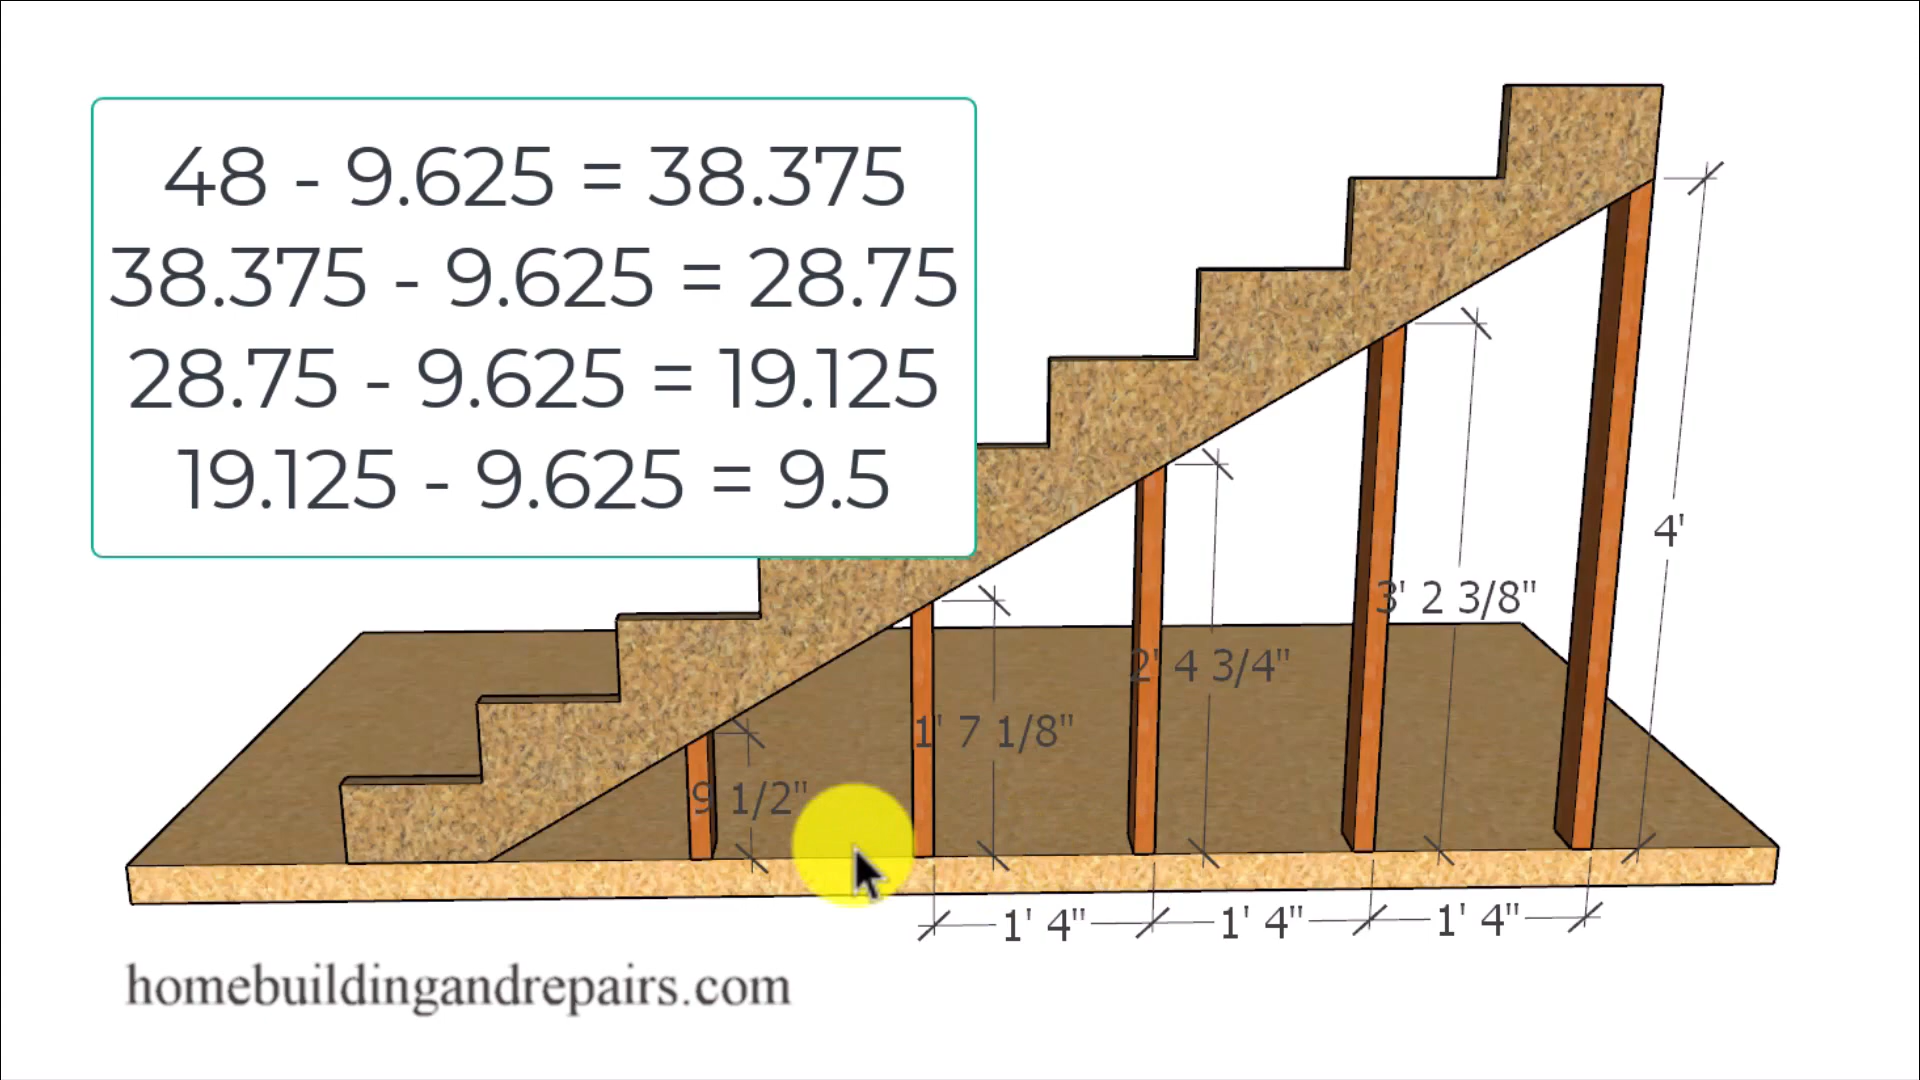 48 - 9.625 = 38.375
38.375 - 9.625 = 28.75
28.75 - 9.625 = 19.125
19.125 - 9.625 = 9.5
4'
3' 2 3/8"
2' 4 3/4"
1' 7 1/8"
9 1/2"
1' 4"
1' 4"
1' 4"
homebuildingandrepairs.com